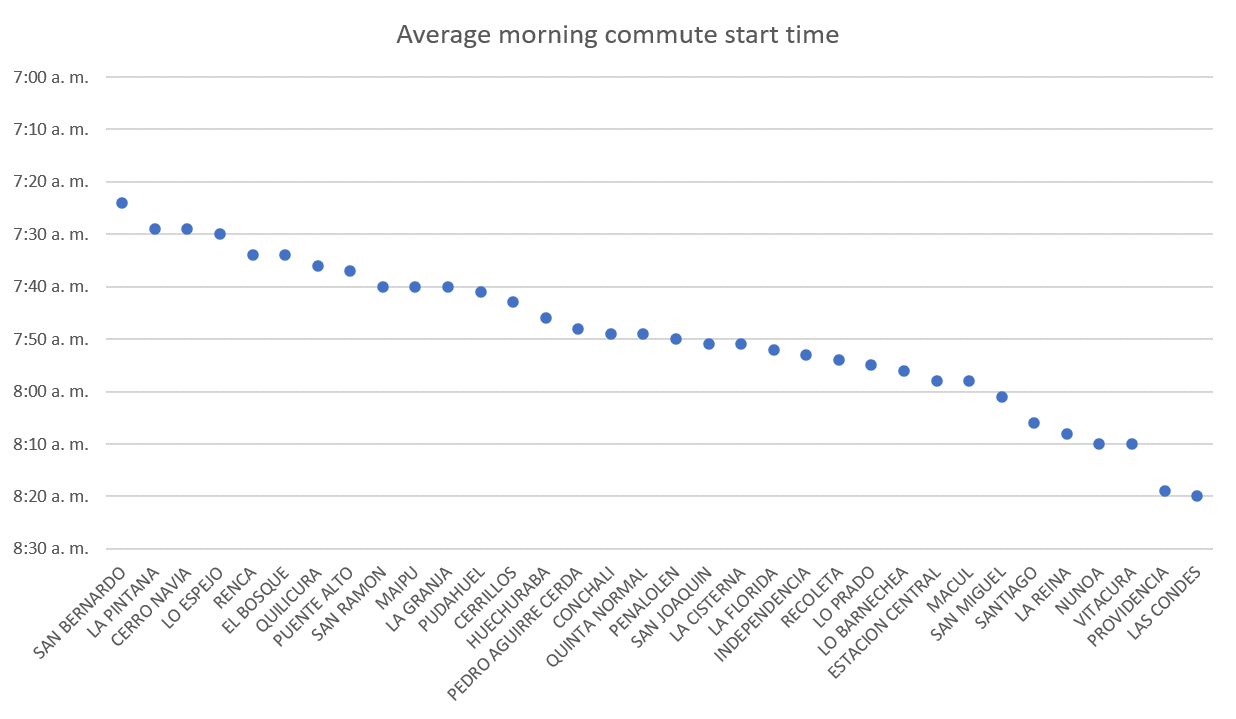 Average morning commute start time
7:00 a. m.
7:10 a. m.
7:20 a. m.
7:30 a. m.
7:40 a. m.
7:50 a. m.
8:00 a. m.
8:10 a. m.
8:20 a. m.
8:30 a. m.
SAN BERNARDO
LA PINTANA
CERRO NAVIA
LO ESPEJO
RENCA
EL BOSQUE
QUILICURA
PUENTE ALTO
SAN RAMON
MAIPU
LA GRANJA
PUDAHUEL
CERRILLOS
HUECHURABA
PEDRO AGUIRRE CERDA
CONCHALI
QUINTA NORMAL
PENALOLEN
SAN JOAQUIN
LA CISTERNA
LA FLORIDA
INDEPENDENCIA
RECOLETA
LO PRADO
LO BARNECHEA
ESTACION CENTRAL
MACUL
SAN MIGUEL
SANTIAGO
LA REINA
NUNOA
VITACURA
PROVIDENCIA
LAS CONDES